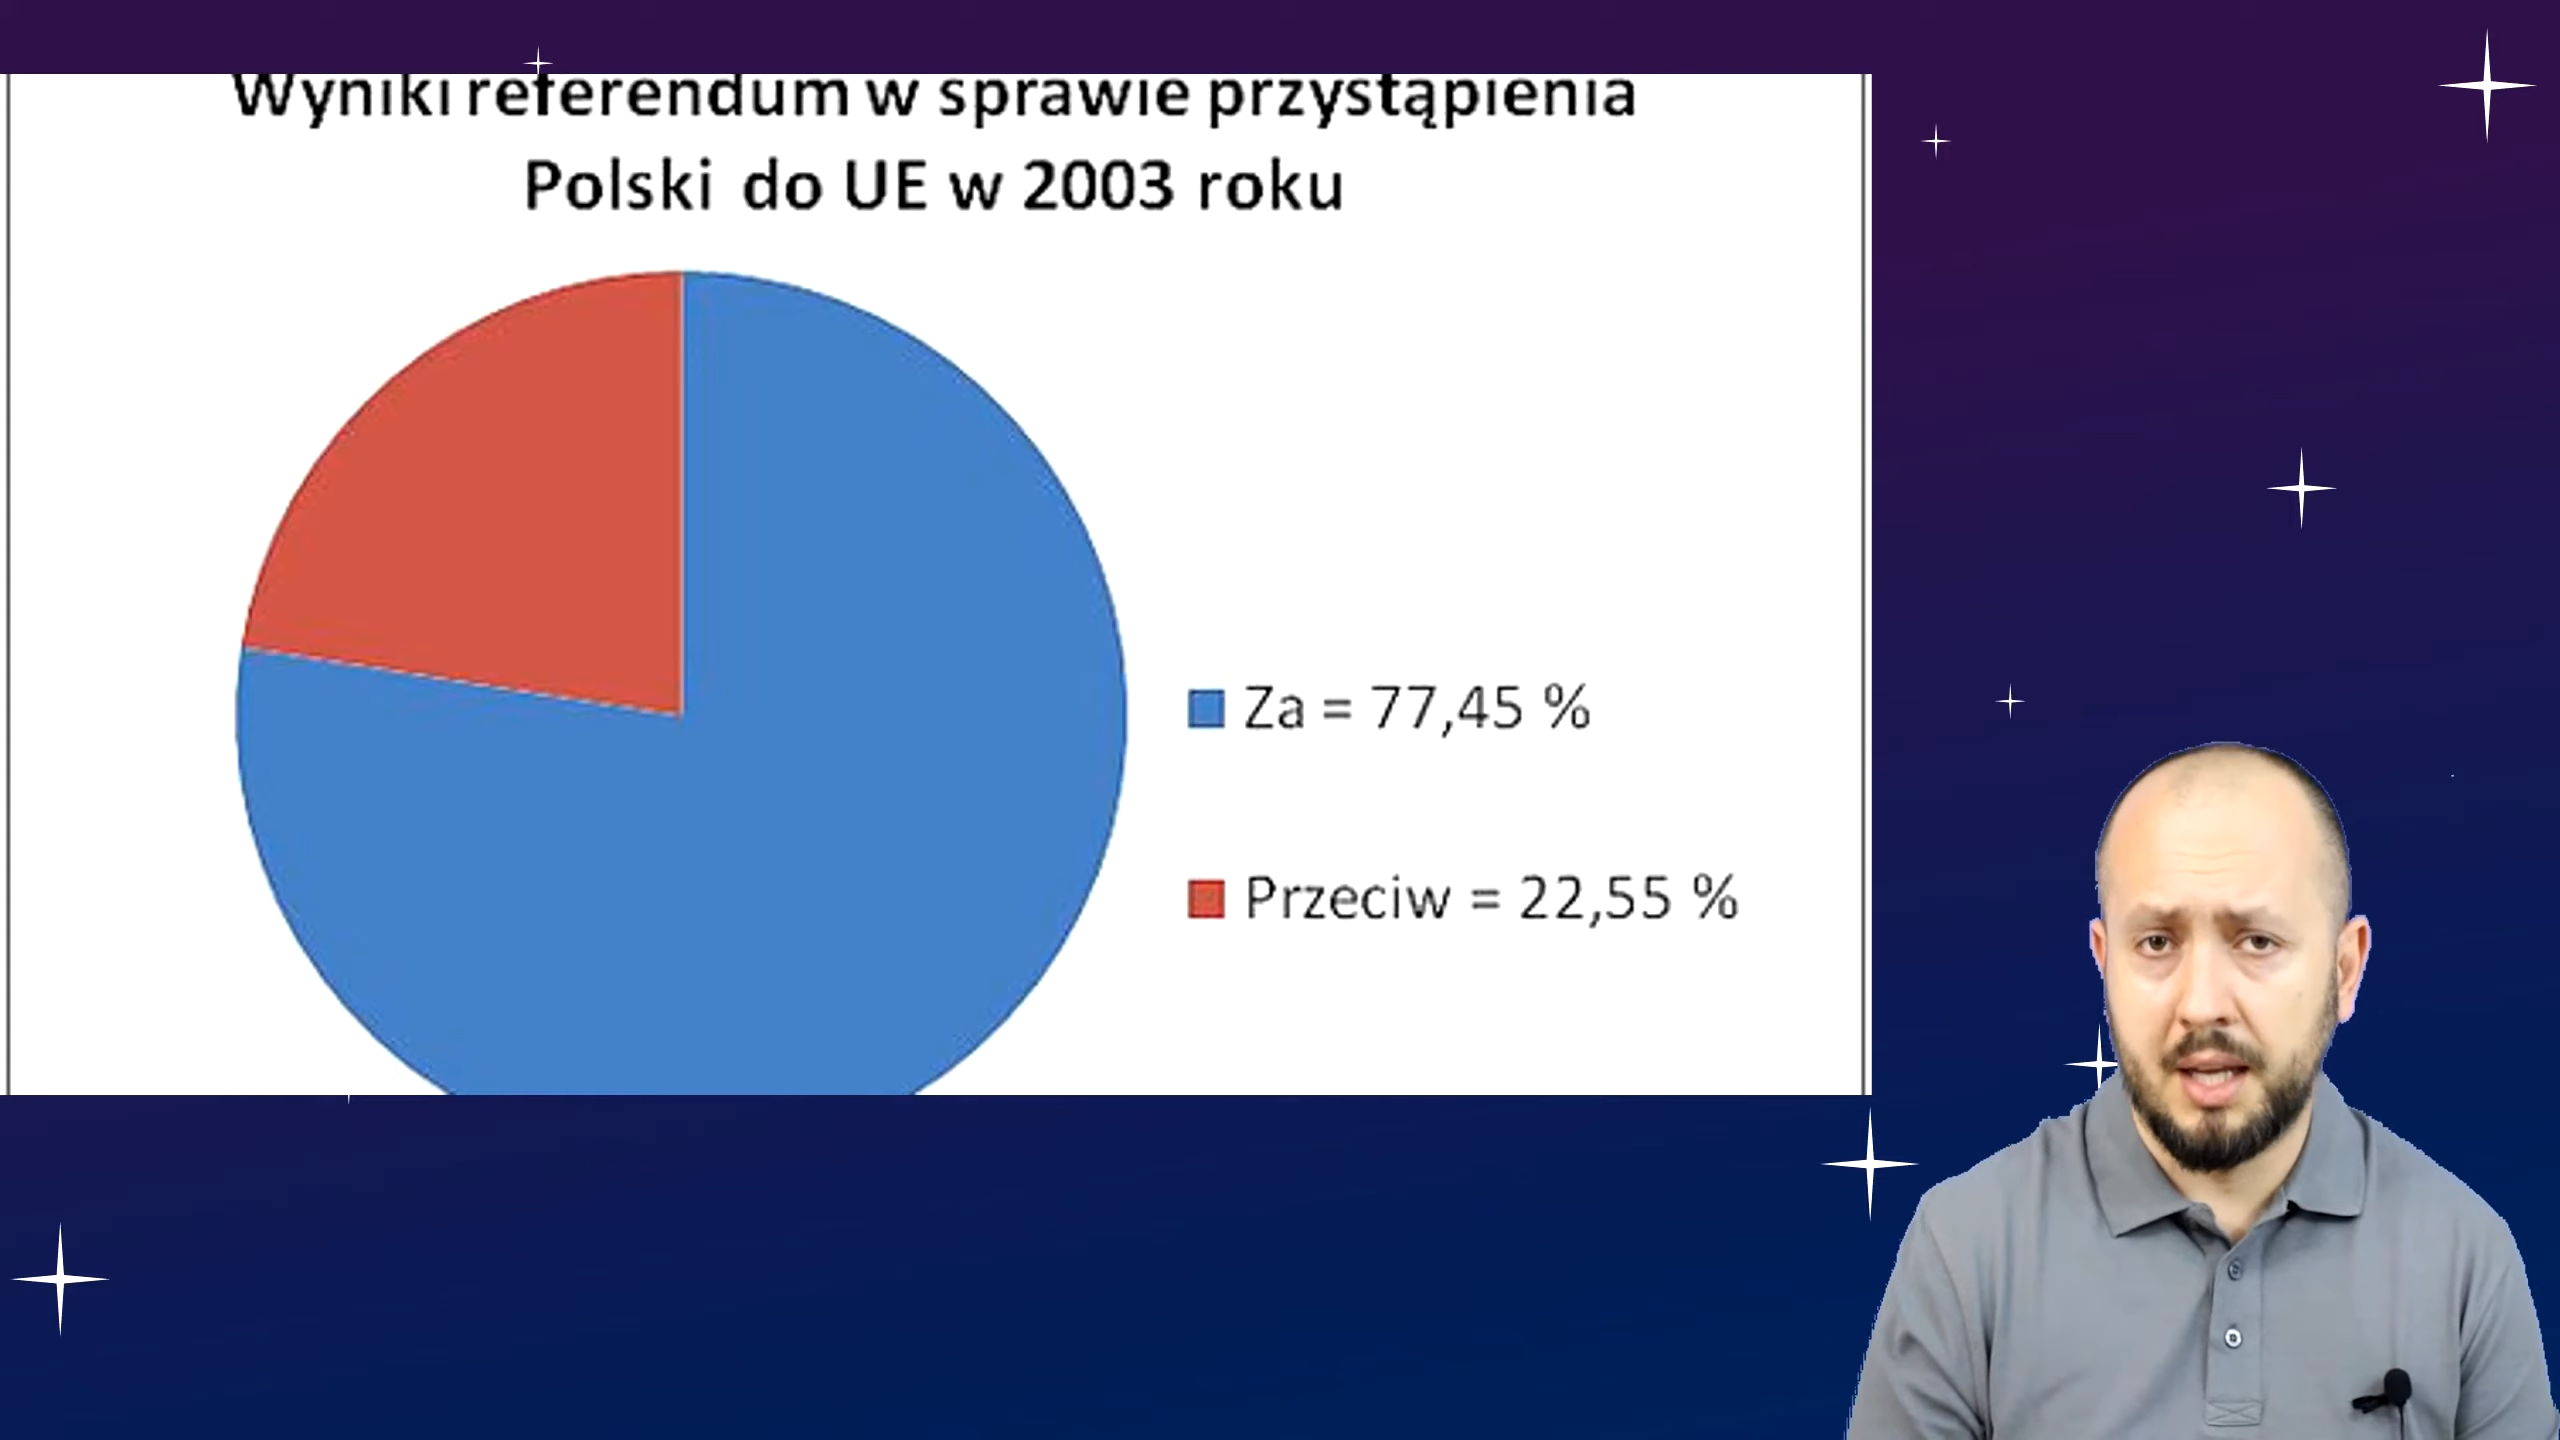 Wyniki referendum w sprawie przystąpienia
Polski do UE w 2003 roku
Za = 77,45 %
Przeciw = 22,55 %